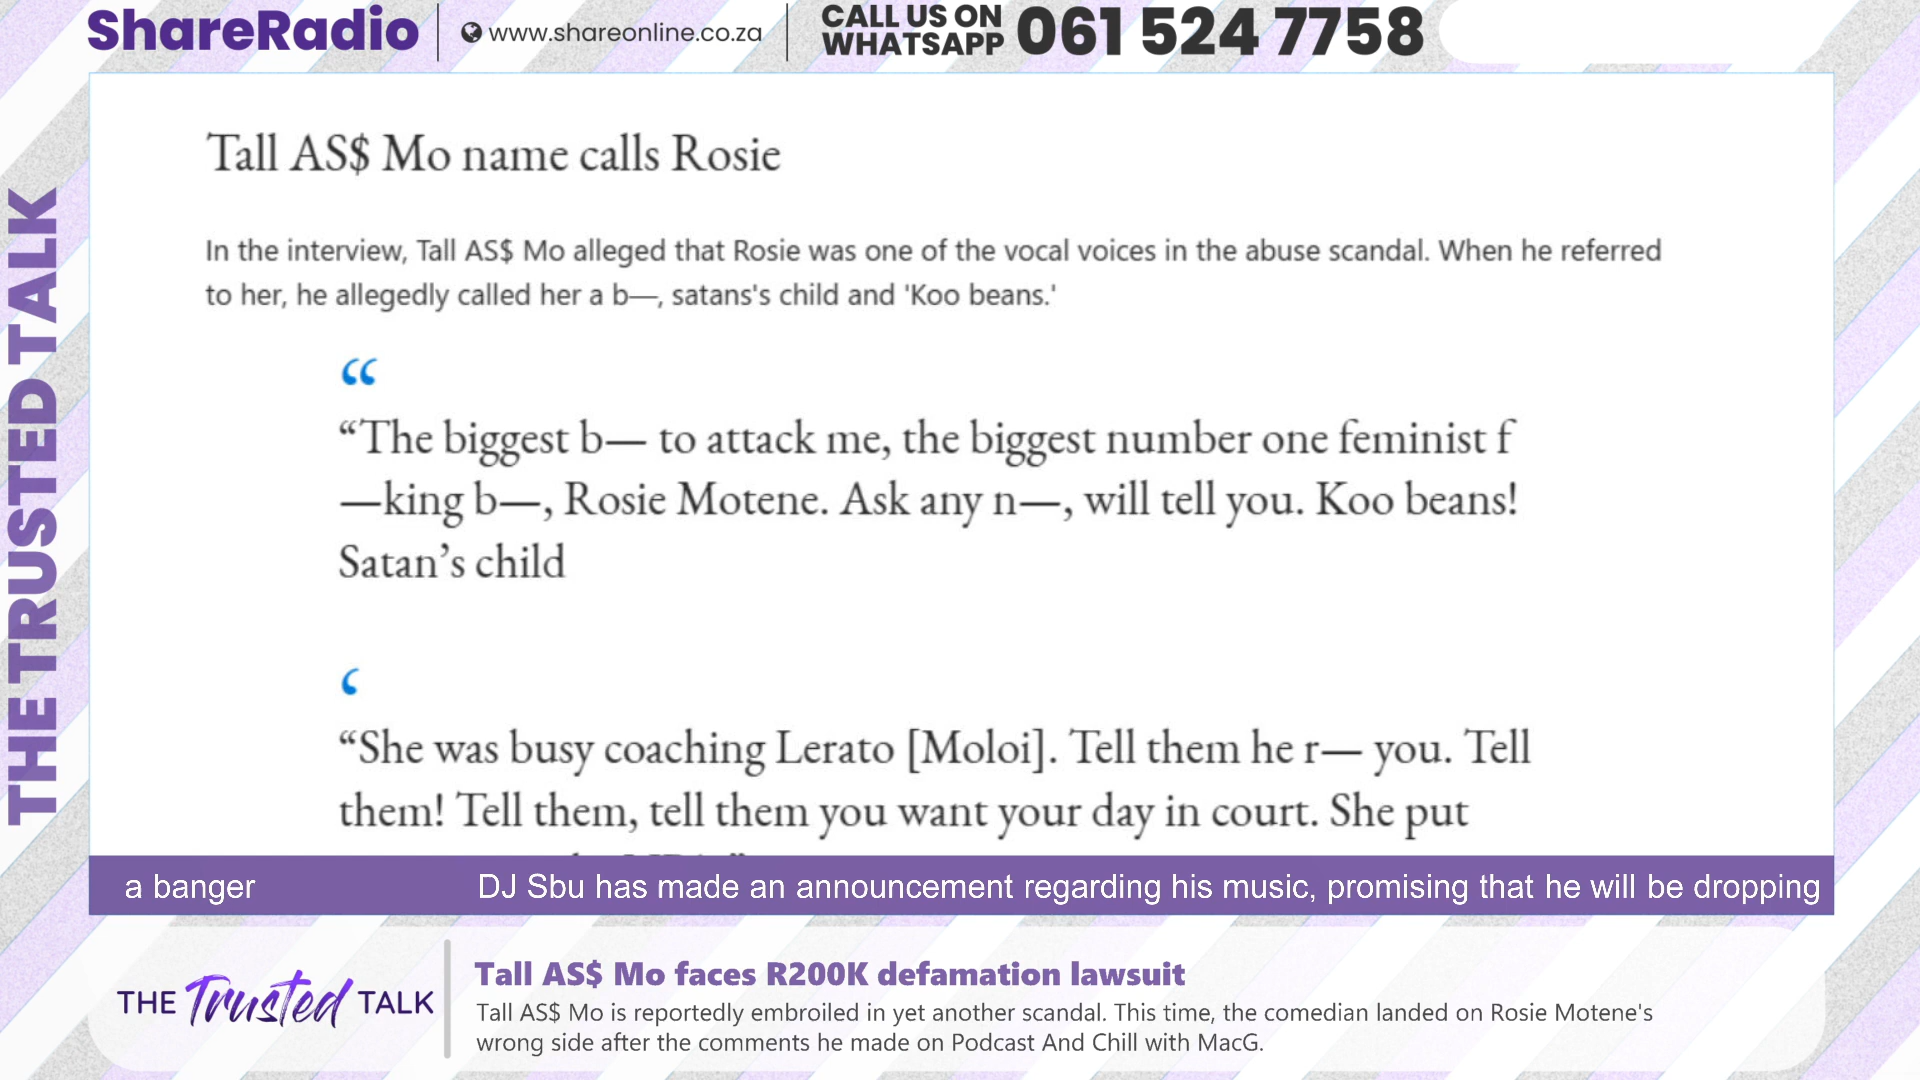 ShareRadio
www.shareonline.co.za
CALL US ON
WHATSAPP
061 524 7758
THE TRUSTED TALK
Tall AS$ Mo name calls Rosie
In the interview, Tall AS$ Mo alleged that Rosie was one of the vocal voices in the abuse scandal. When he referred
to her, he allegedly called her a b—, satans's child and 'Koo beans.'
“
“The biggest b— to attack me, the biggest number one feminist f
—king b—, Rosie Motene. Ask any n—, will tell you. Koo beans!
Satan’s child
‘
“She was busy coaching Lerato [Moloi]. Tell them he r— you. Tell
them! Tell them, tell them you want your day in court. She put
a banger DJ Sbu has made an announcement regarding his music, promising that he will be dropping
THE Trusted TALK
Tall AS$ Mo faces R200K defamation lawsuit
Tall AS$ Mo is reportedly embroiled in yet another scandal. This time, the comedian landed on Rosie Motene's
wrong side after the comments he made on Podcast And Chill with MacG.